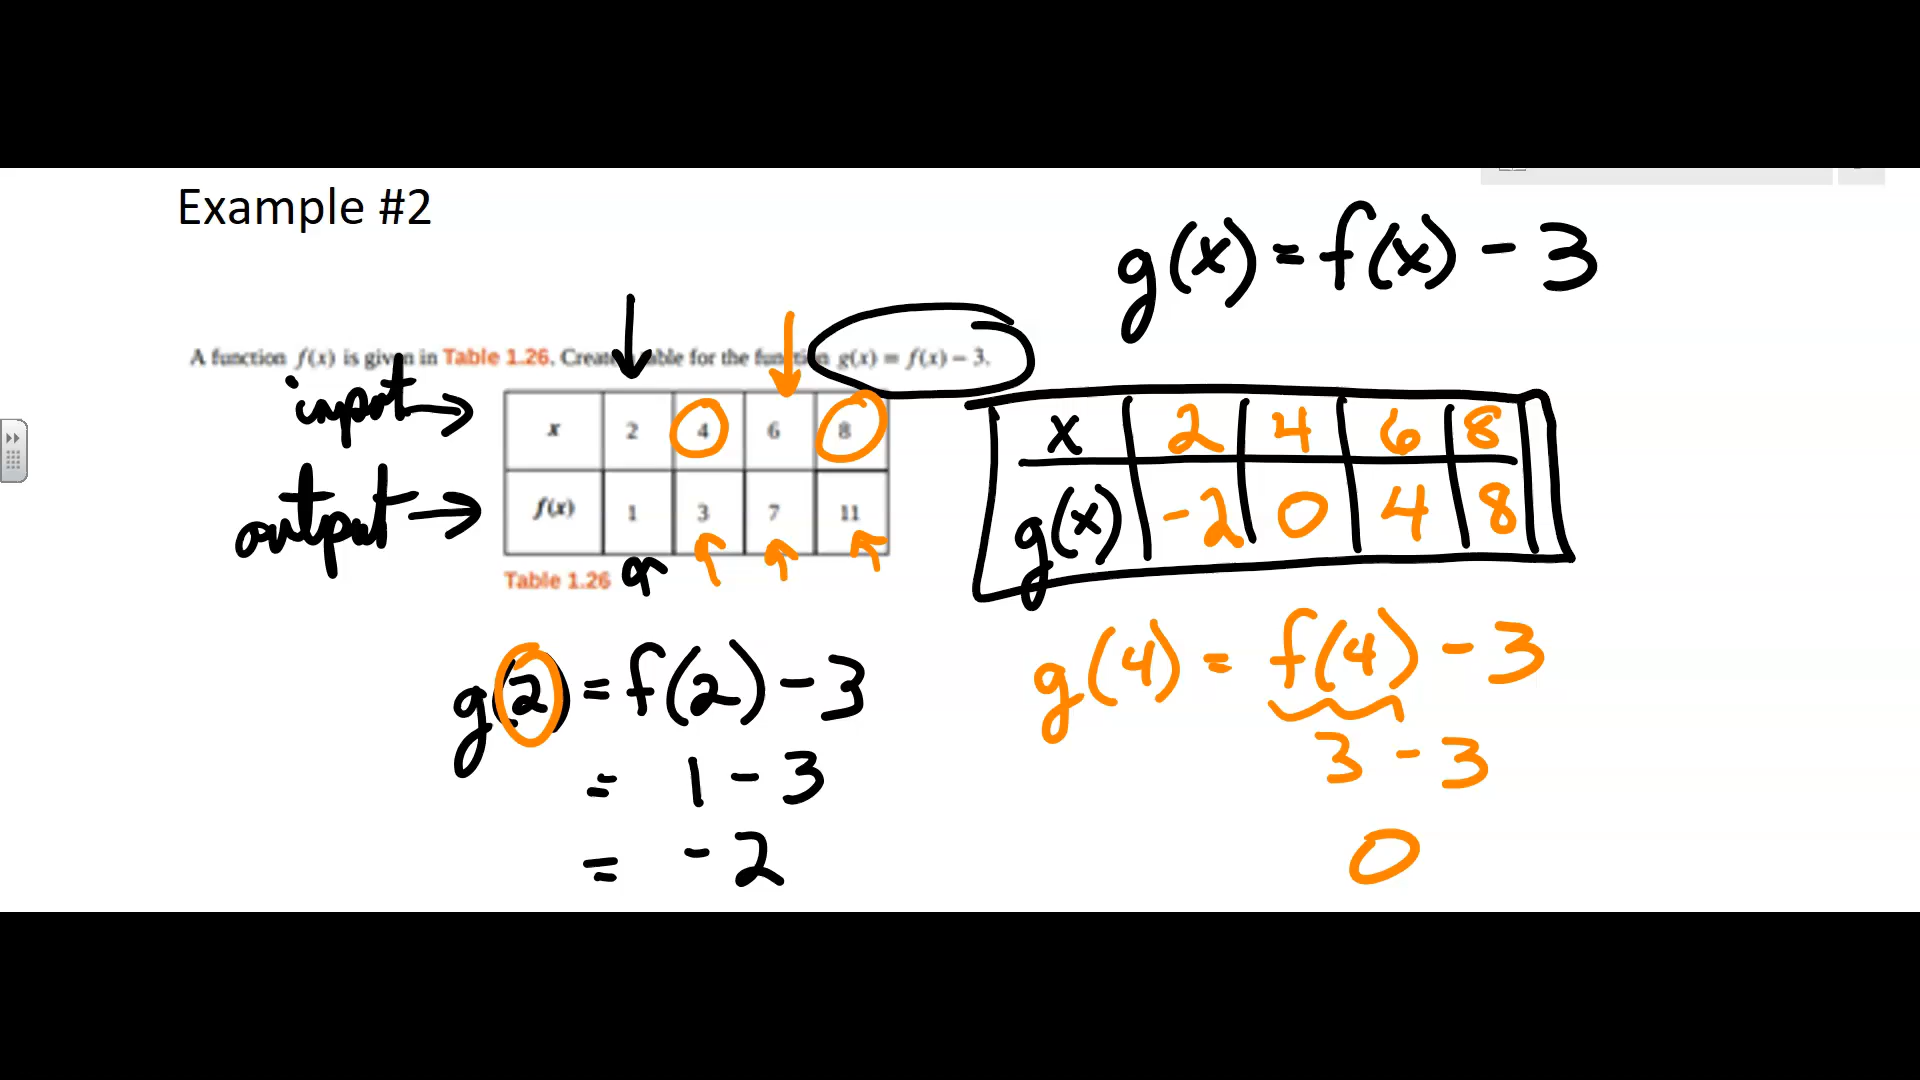 Example #2
g(x) = f(x) - 3
A function f(x) is given in Table 1.26. Create a table for the function g(x) = f(x) − 3.
input →
x 2 4 6 8
output →
f(x) 1 3 7 11
Table 1.26
x 2 4 6 8
g(x) -2 0 4 8
g(2) = f(2) - 3
= 1 - 3
= -2
g(4) = f(4) - 3
3 - 3
0